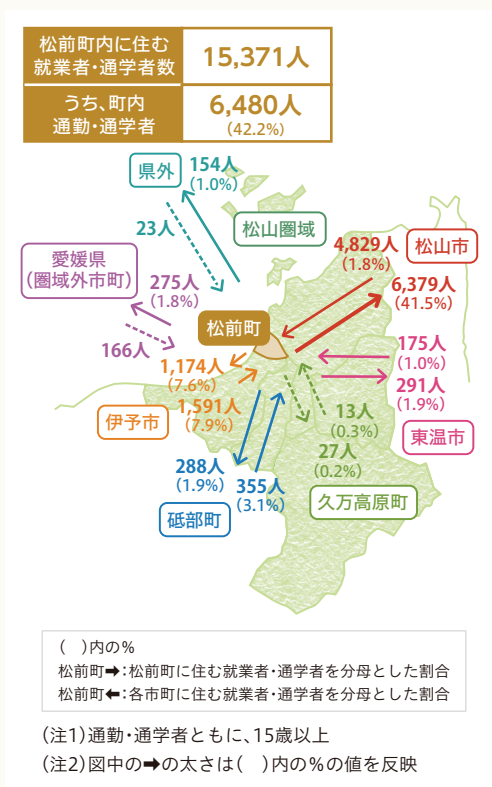 松前町内に住む
就業者・通学者数
15,371人
うち、町内
通勤・通学者
6,480人
(42.2%)
県外
154人
(1.0%)
23人
松山圏域
4,829人
(1.8%)
松山市
6,379人
(41.5%)
愛媛県
(圏域外市町)
275人
(1.8%)
166人
松前町
175人
(1.0%)
291人
(1.9%)
東温市
1,174人
(7.6%)
1,591人
(7.9%)
伊予市
13人
(0.3%)
27人
(0.2%)
久万高原町
288人
(1.9%)
355人
(3.1%)
砥部町
(　)内の%
松前町➡:松前町に住む就業者・通学者を分母とした割合
松前町⬅:各市町に住む就業者・通学者を分母とした割合
(注1)通勤・通学者ともに、15歳以上
(注2)図中の➡の太さは(　)内の%の値を反映